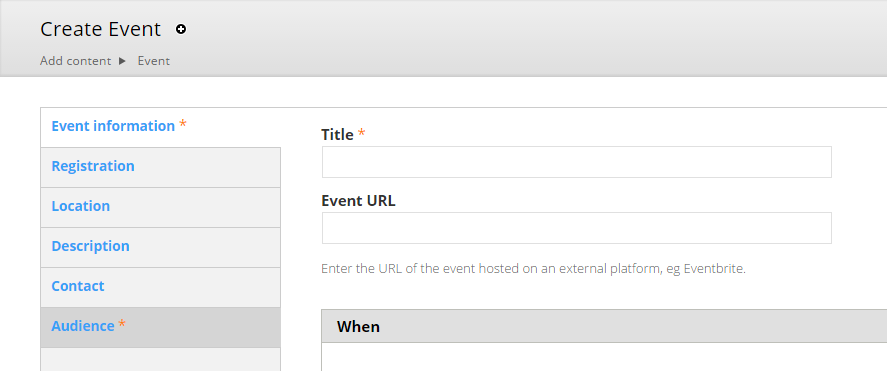 Create Event
Add content ▶ Event
Event information *
Registration
Location
Description
Contact
Audience *
Title *
Event URL
Enter the URL of the event hosted on an external platform, eg Eventbrite.
When